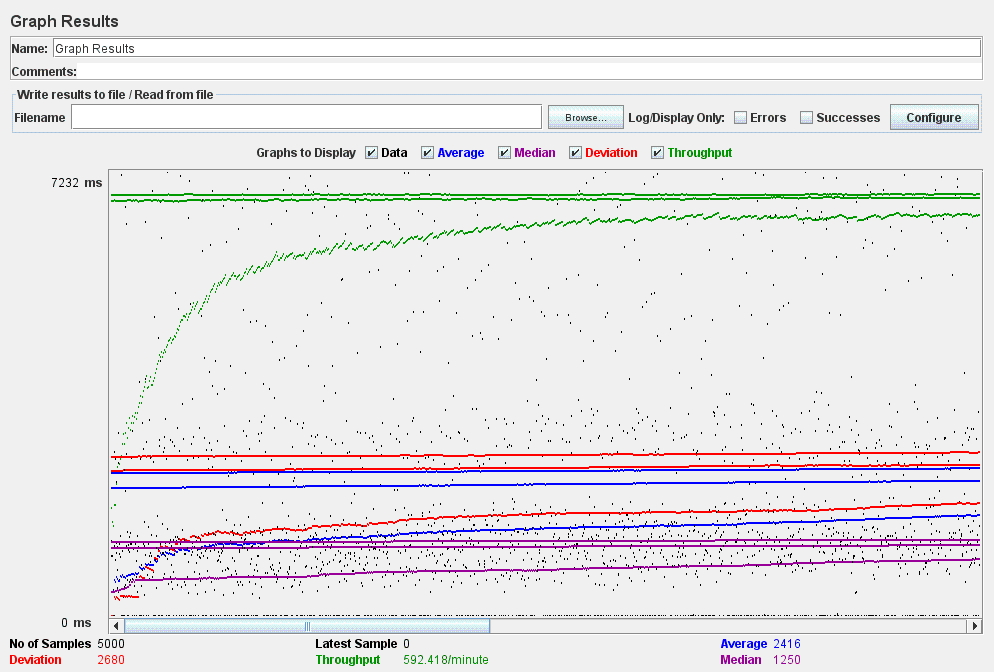 Graph Results
Name: Graph Results
Comments:
Write results to file / Read from file
Filename Browse... Log/Display Only: Errors Successes Configure
Graphs to Display Data Average Median Deviation Throughput
7232 ms
0 ms
No of Samples 5000 Latest Sample 0 Average 2416
Deviation 2680 Throughput 592.418/minute Median 1250